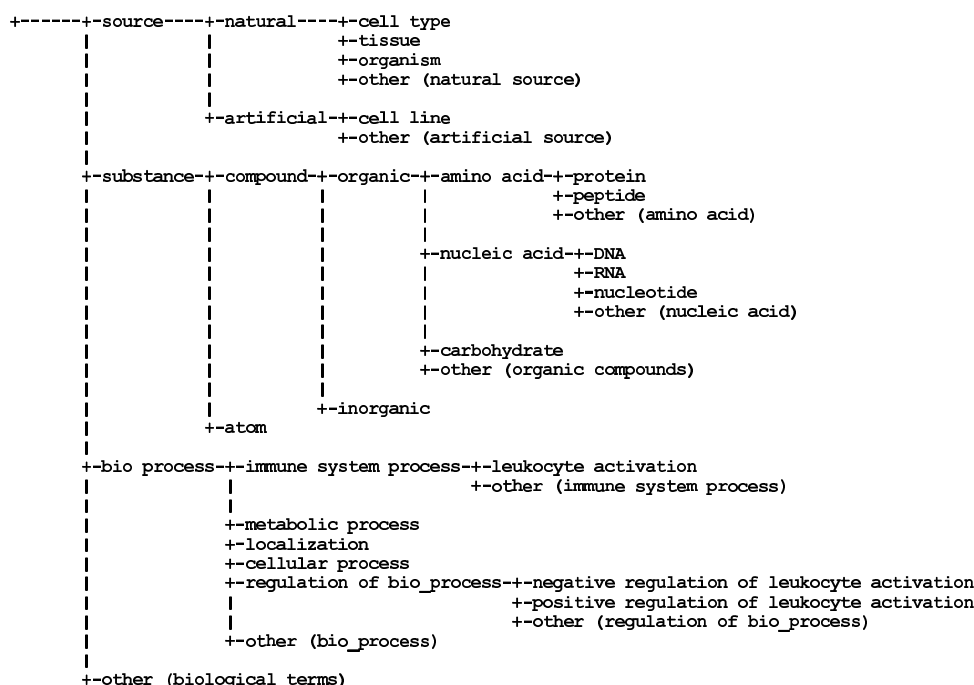 +------+-source----+-natural----+-cell type
+-tissue
+-organism
+-other (natural source)
+-artificial-+-cell line
+-other (artificial source)
+-substance-+-compound-+-organic-+-amino acid-+-protein
+-peptide
+-other (amino acid)
+-nucleic acid-+-DNA
+-RNA
+-nucleotide
+-other (nucleic acid)
+-carbohydrate
+-other (organic compounds)
+-inorganic
+-atom
+-bio process-+-immune system process-+-leukocyte activation
+-other (immune system process)
+-metabolic process
+-localization
+-cellular process
+-regulation of bio_process-+-negative regulation of leukocyte activation
+-positive regulation of leukocyte activation
+-other (regulation of bio_process)
+-other (bio_process)
+-other (biological terms)